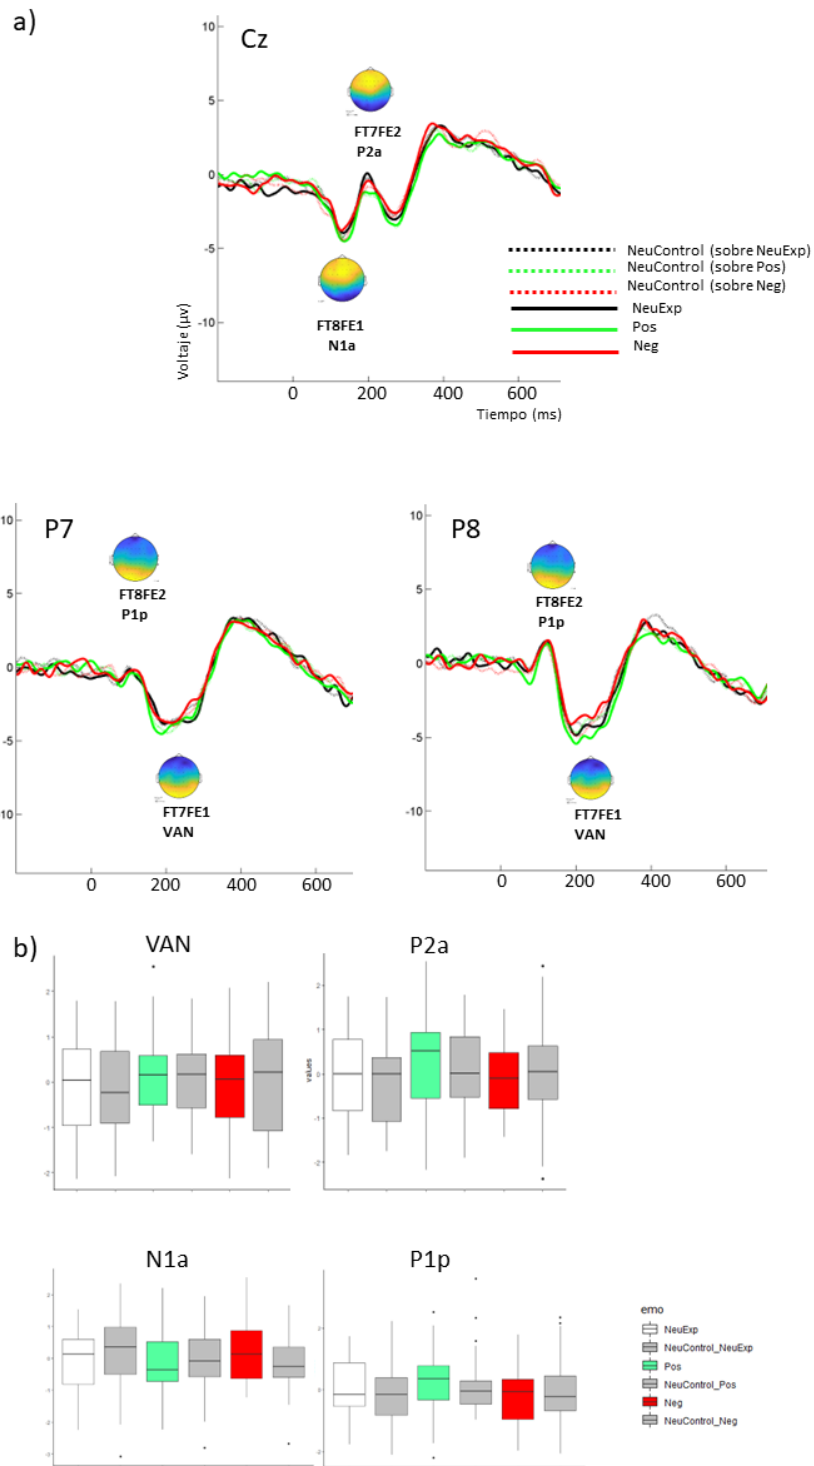 a)
Cz
10
5
0
-5
-10
Voltaje (μv)
FT7FE2
P2a
FT8FE1
N1a
NeuControl (sobre NeuExp)
NeuControl (sobre Pos)
NeuControl (sobre Neg)
NeuExp
Pos
Neg
0 200 400 600
Tiempo (ms)
P7
10
5
0
-5
-10
FT8FE2
P1p
FT7FE1
VAN
0 200 400 600
P8
10
5
0
-5
-10
FT8FE2
P1p
FT7FE1
VAN
0 200 400 600
b)
VAN
2
1
0
-1
-2
P2a
values
2
1
0
-1
-2
N1a
2
1
0
-1
-2
-3
P1p
2
0
-2
emo
NeuExp
NeuControl_NeuExp
Pos
NeuControl_Pos
Neg
NeuControl_Neg